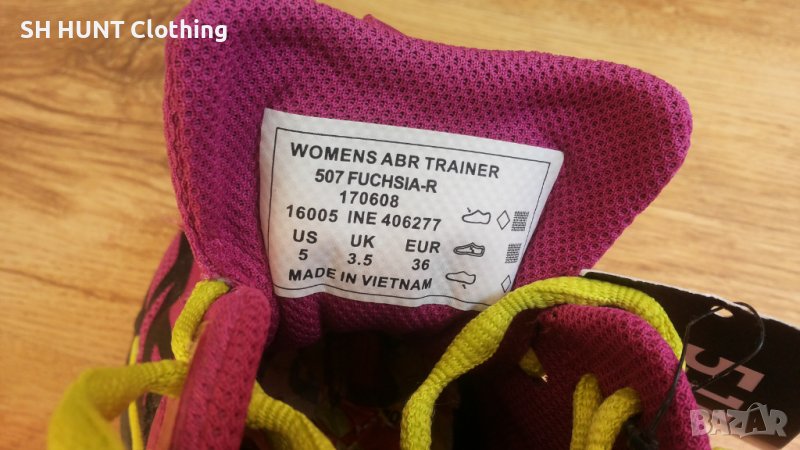 SH HUNT Clothing
WOMENS ABR TRAINER
507 FUCHSIA-R
170608
16005 INE 406277
US UK EUR
5 3.5 36
MADE IN VIETNAM
BAZAR